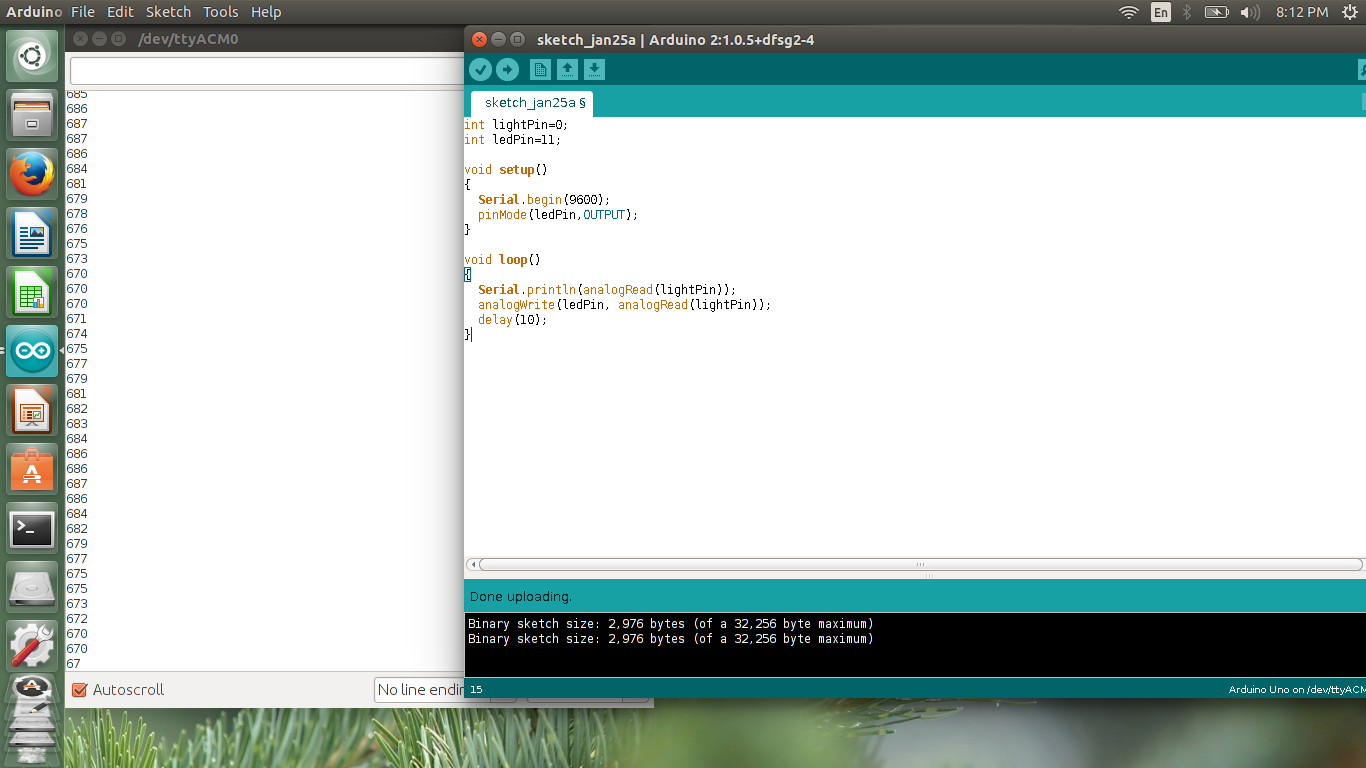 Arduino File Edit Sketch Tools Help
En
8:12 PM
/dev/ttyACM0
685
686
687
687
686
684
681
679
678
676
675
673
670
670
670
671
674
675
677
679
681
682
683
684
686
686
687
686
684
682
679
677
675
675
673
672
670
670
67
Autoscroll
No line endin
sketch_jan25a | Arduino 2:1.0.5+dfsg2-4
sketch_jan25a §
int lightPin=0;
int ledPin=11;
void setup()
{
Serial.begin(9600);
pinMode(ledPin,OUTPUT);
}
void loop()
{
Serial.println(analogRead(lightPin));
analogWrite(ledPin, analogRead(lightPin));
delay(10);
}
Done uploading.
Binary sketch size: 2,976 bytes (of a 32,256 byte maximum)
Binary sketch size: 2,976 bytes (of a 32,256 byte maximum)
15
Arduino Uno on /dev/ttyACM